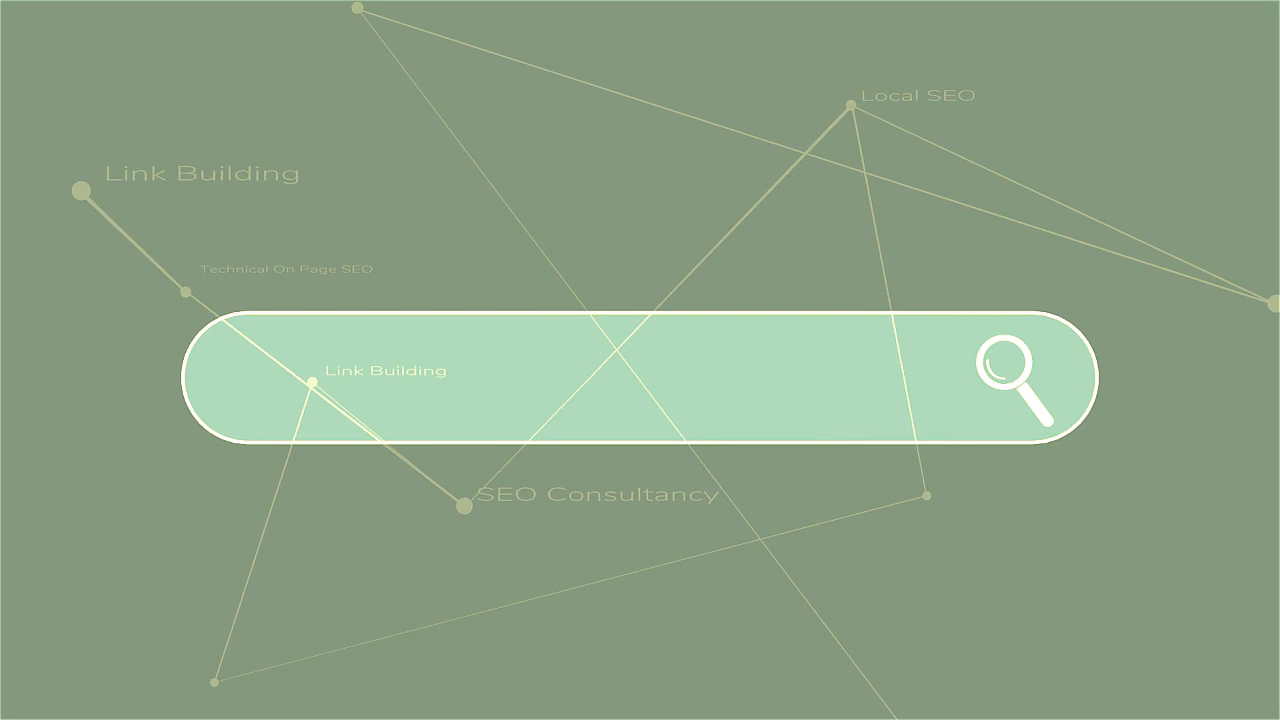 Local SEO
Link Building
Technical On Page SEO
Link Building
SEO Consultancy